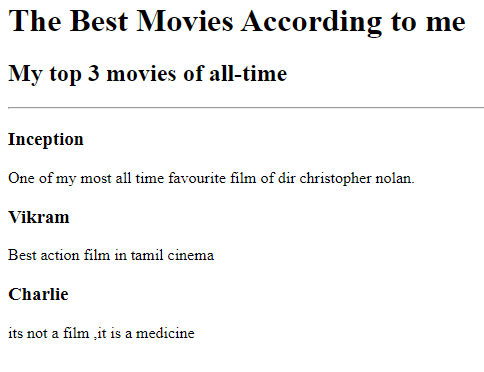 The Best Movies According to me
My top 3 movies of all-time
Inception
One of my most all time favourite film of dir christopher nolan.
Vikram
Best action film in tamil cinema
Charlie
its not a film ,it is a medicine